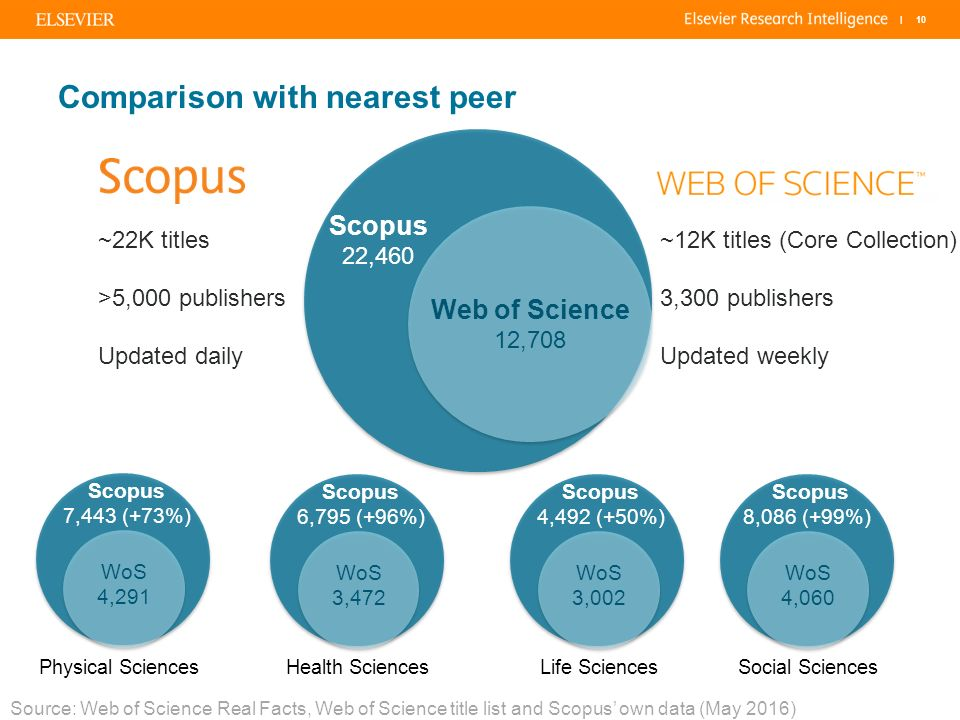 ELSEVIER
Elsevier Research Intelligence | 10
Comparison with nearest peer
Scopus
~22K titles
>5,000 publishers
Updated daily
Scopus
22,460
Web of Science
12,708
WEB OF SCIENCE™
~12K titles (Core Collection)
3,300 publishers
Updated weekly
Scopus
7,443 (+73%)
WoS
4,291
Physical Sciences
Scopus
6,795 (+96%)
WoS
3,472
Health Sciences
Scopus
4,492 (+50%)
WoS
3,002
Life Sciences
Scopus
8,086 (+99%)
WoS
4,060
Social Sciences
Source: Web of Science Real Facts, Web of Science title list and Scopus’ own data (May 2016)